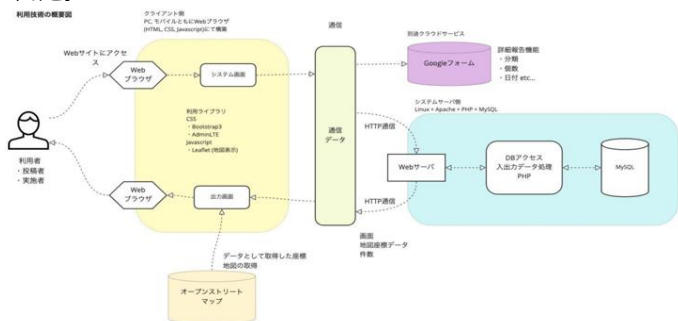 利用技術の概要図
クライアント側
PC, モバイルともにWebブラウザ
(HTML, CSS, Javascript)にて構築
通信
別途クラウドサービス
Webサイトにアクセ
ス
Web
ブラウザ
システム画面
Googleフォーム
詳細報告機能
・分類
・個数
・日付 etc...
システムサーバ側
Linux + Apache + PHP + MySQL
利用ライブラリ
CSS
・Bootstrap3
・AdminLTE
Javascript
・Leaflet (地図表示)
通信
データ
HTTP通信
利用者
・投稿者
・実施者
Webサーバ
DBアクセス
入出力データ処理
PHP
MySQL
Web
ブラウザ
出力画面
HTTP通信
画面
地図座標データ
件数
データとして取得した座標
地図の取得
オープンストリート
マップ